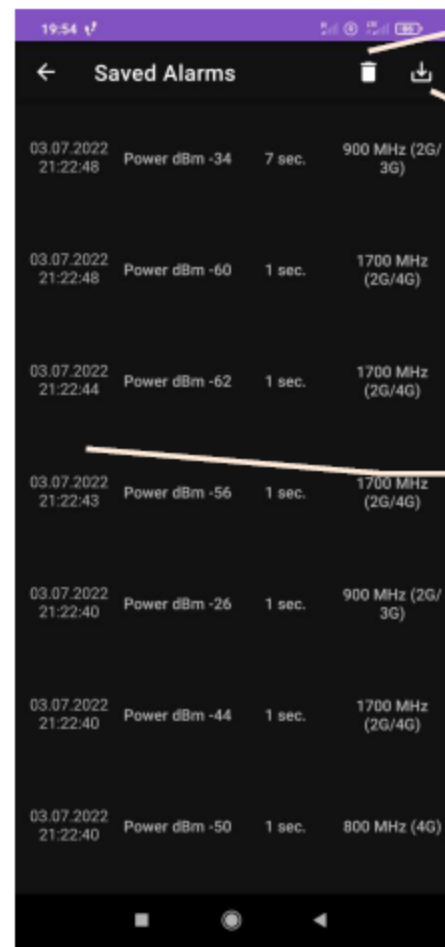 19:54
Saved Alarms
03.07.2022
21:22:48
Power dBm -34
7 sec.
900 MHz (2G/
3G)
03.07.2022
21:22:48
Power dBm -60
1 sec.
1700 MHz
(2G/4G)
03.07.2022
21:22:44
Power dBm -62
1 sec.
1700 MHz
(2G/4G)
03.07.2022
21:22:43
Power dBm -56
1 sec.
1700 MHz
(2G/4G)
03.07.2022
21:22:40
Power dBm -26
1 sec.
900 MHz (2G/
3G)
03.07.2022
21:22:40
Power dBm -44
1 sec.
1700 MHz
(2G/4G)
03.07.2022
21:22:40
Power dBm -50
1 sec.
800 MHz (4G)